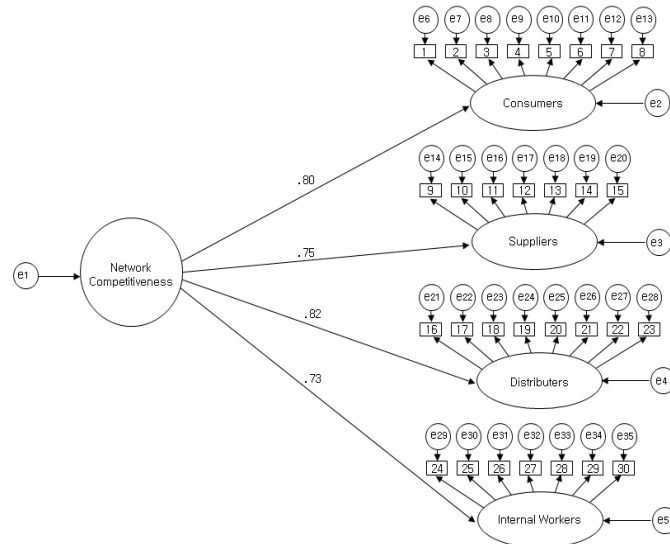 e6 e7 e8 e9 e10 e11 e12 e13
1 2 3 4 5 6 7 8
Consumers
e2
.80
e14 e15 e16 e17 e18 e19 e20
9 10 11 12 13 14 15
Suppliers
e3
.75
e1
Network
Competitiveness
e21 e22 e23 e24 e25 e26 e27 e28
16 17 18 19 20 21 22 23
.82
Distributers
e4
.73
e29 e30 e31 e32 e33 e34 e35
24 25 26 27 28 29 30
Internal Workers
e5